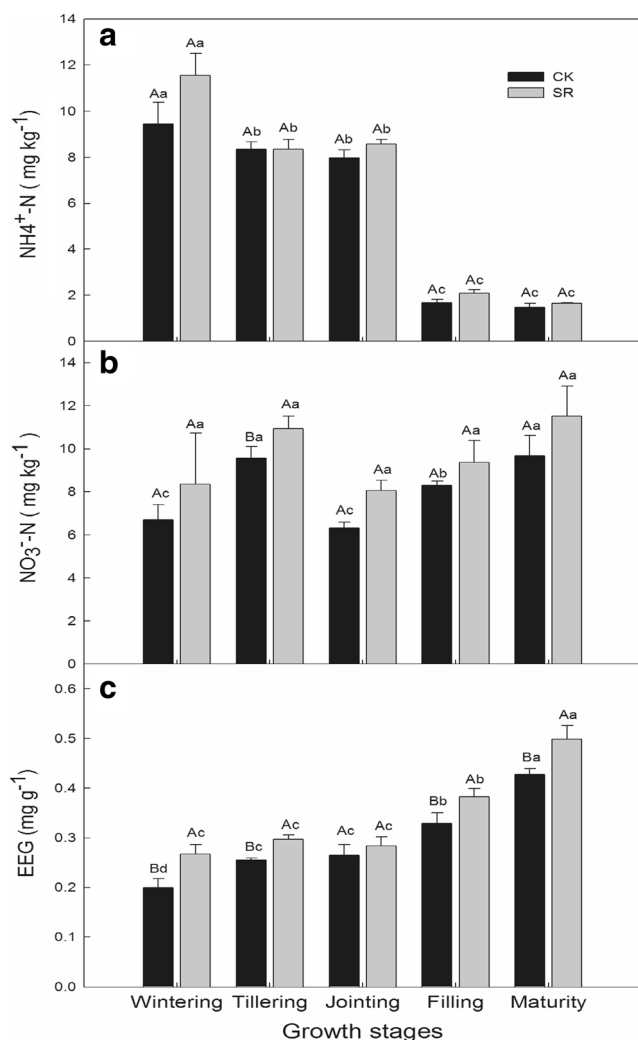 a
14
12
10
8
6
4
2
0
NH4⁺-N ( mg kg⁻¹)
CK
SR
Aa Aa Ab Ab Ab Ab Ac Ac Ac Ac
b
14
12
10
8
6
4
2
0
NO₃⁻-N ( mg kg⁻¹)
Ac Aa Ba Aa Ac Aa Ab Aa Aa Aa
c
0.6
0.5
0.4
0.3
0.2
0.1
0.0
EEG (mg g⁻¹)
Bd Ac Bc Ac Ac Ac Bb Ab Ba Aa
Wintering Tillering Jointing Filling Maturity
Growth stages